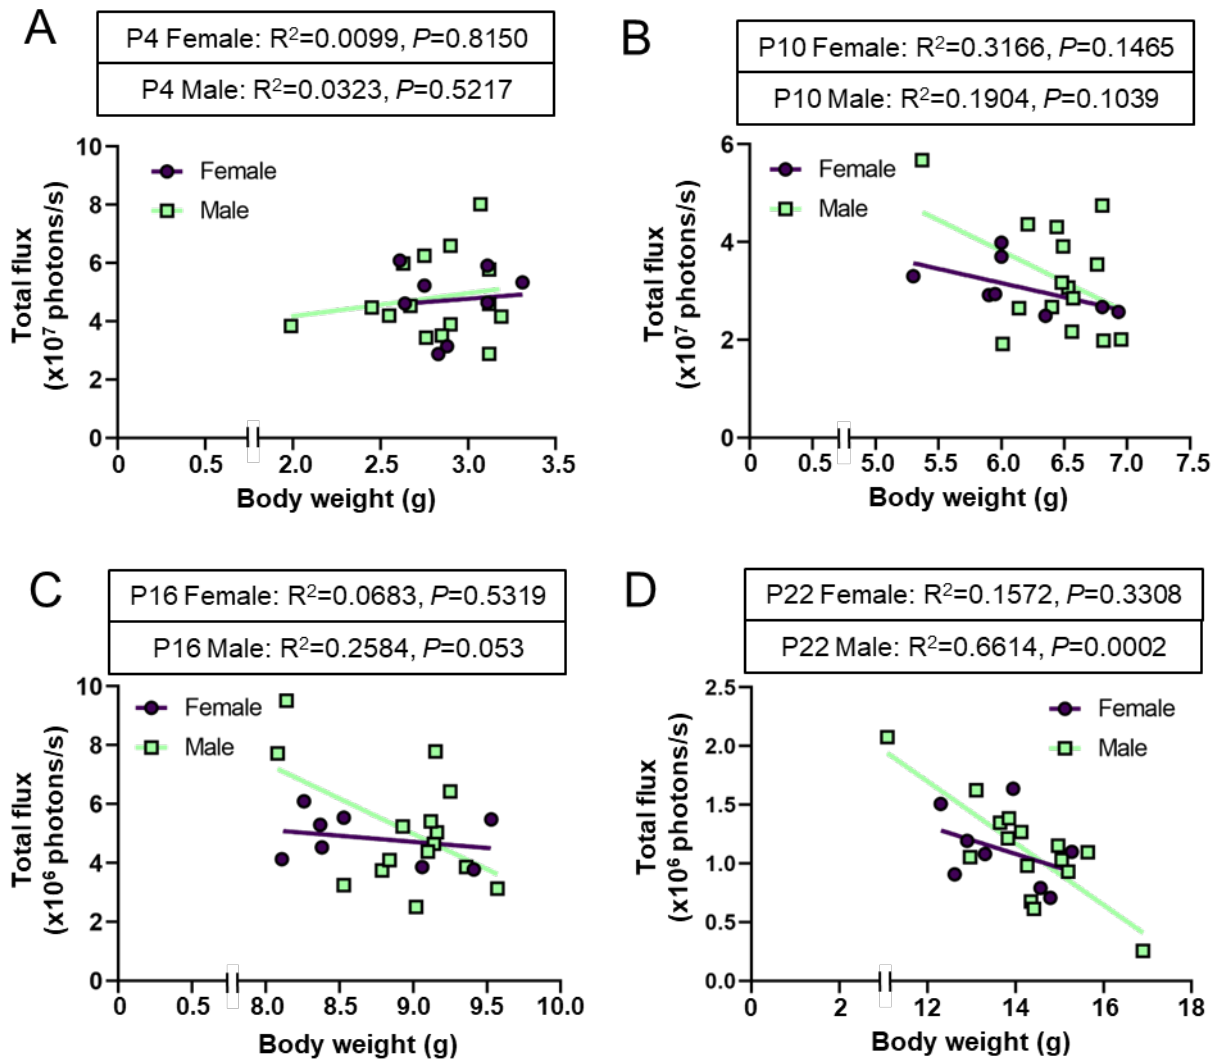 A
P4 Female: R²=0.0099, P=0.8150
P4 Male: R²=0.0323, P=0.5217
Female
Male
Total flux
(x10⁷ photons/s)
10
8
6
4
2
0
0 0.5 2.0 2.5 3.0 3.5
Body weight (g)
B
P10 Female: R²=0.3166, P=0.1465
P10 Male: R²=0.1904, P=0.1039
Female
Male
Total flux
(x10⁷ photons/s)
6
4
2
0
0 0.5 5.0 5.5 6.0 6.5 7.0 7.5
Body weight (g)
C
P16 Female: R²=0.0683, P=0.5319
P16 Male: R²=0.2584, P=0.053
Female
Male
Total flux
(x10⁶ photons/s)
10
8
6
4
2
0
0 0.5 8.0 8.5 9.0 9.5 10.0
Body weight (g)
D
P22 Female: R²=0.1572, P=0.3308
P22 Male: R²=0.6614, P=0.0002
Female
Male
Total flux
(x10⁶ photons/s)
2.5
2.0
1.5
1.0
0.5
0.0
0 2 12 14 16 18
Body weight (g)